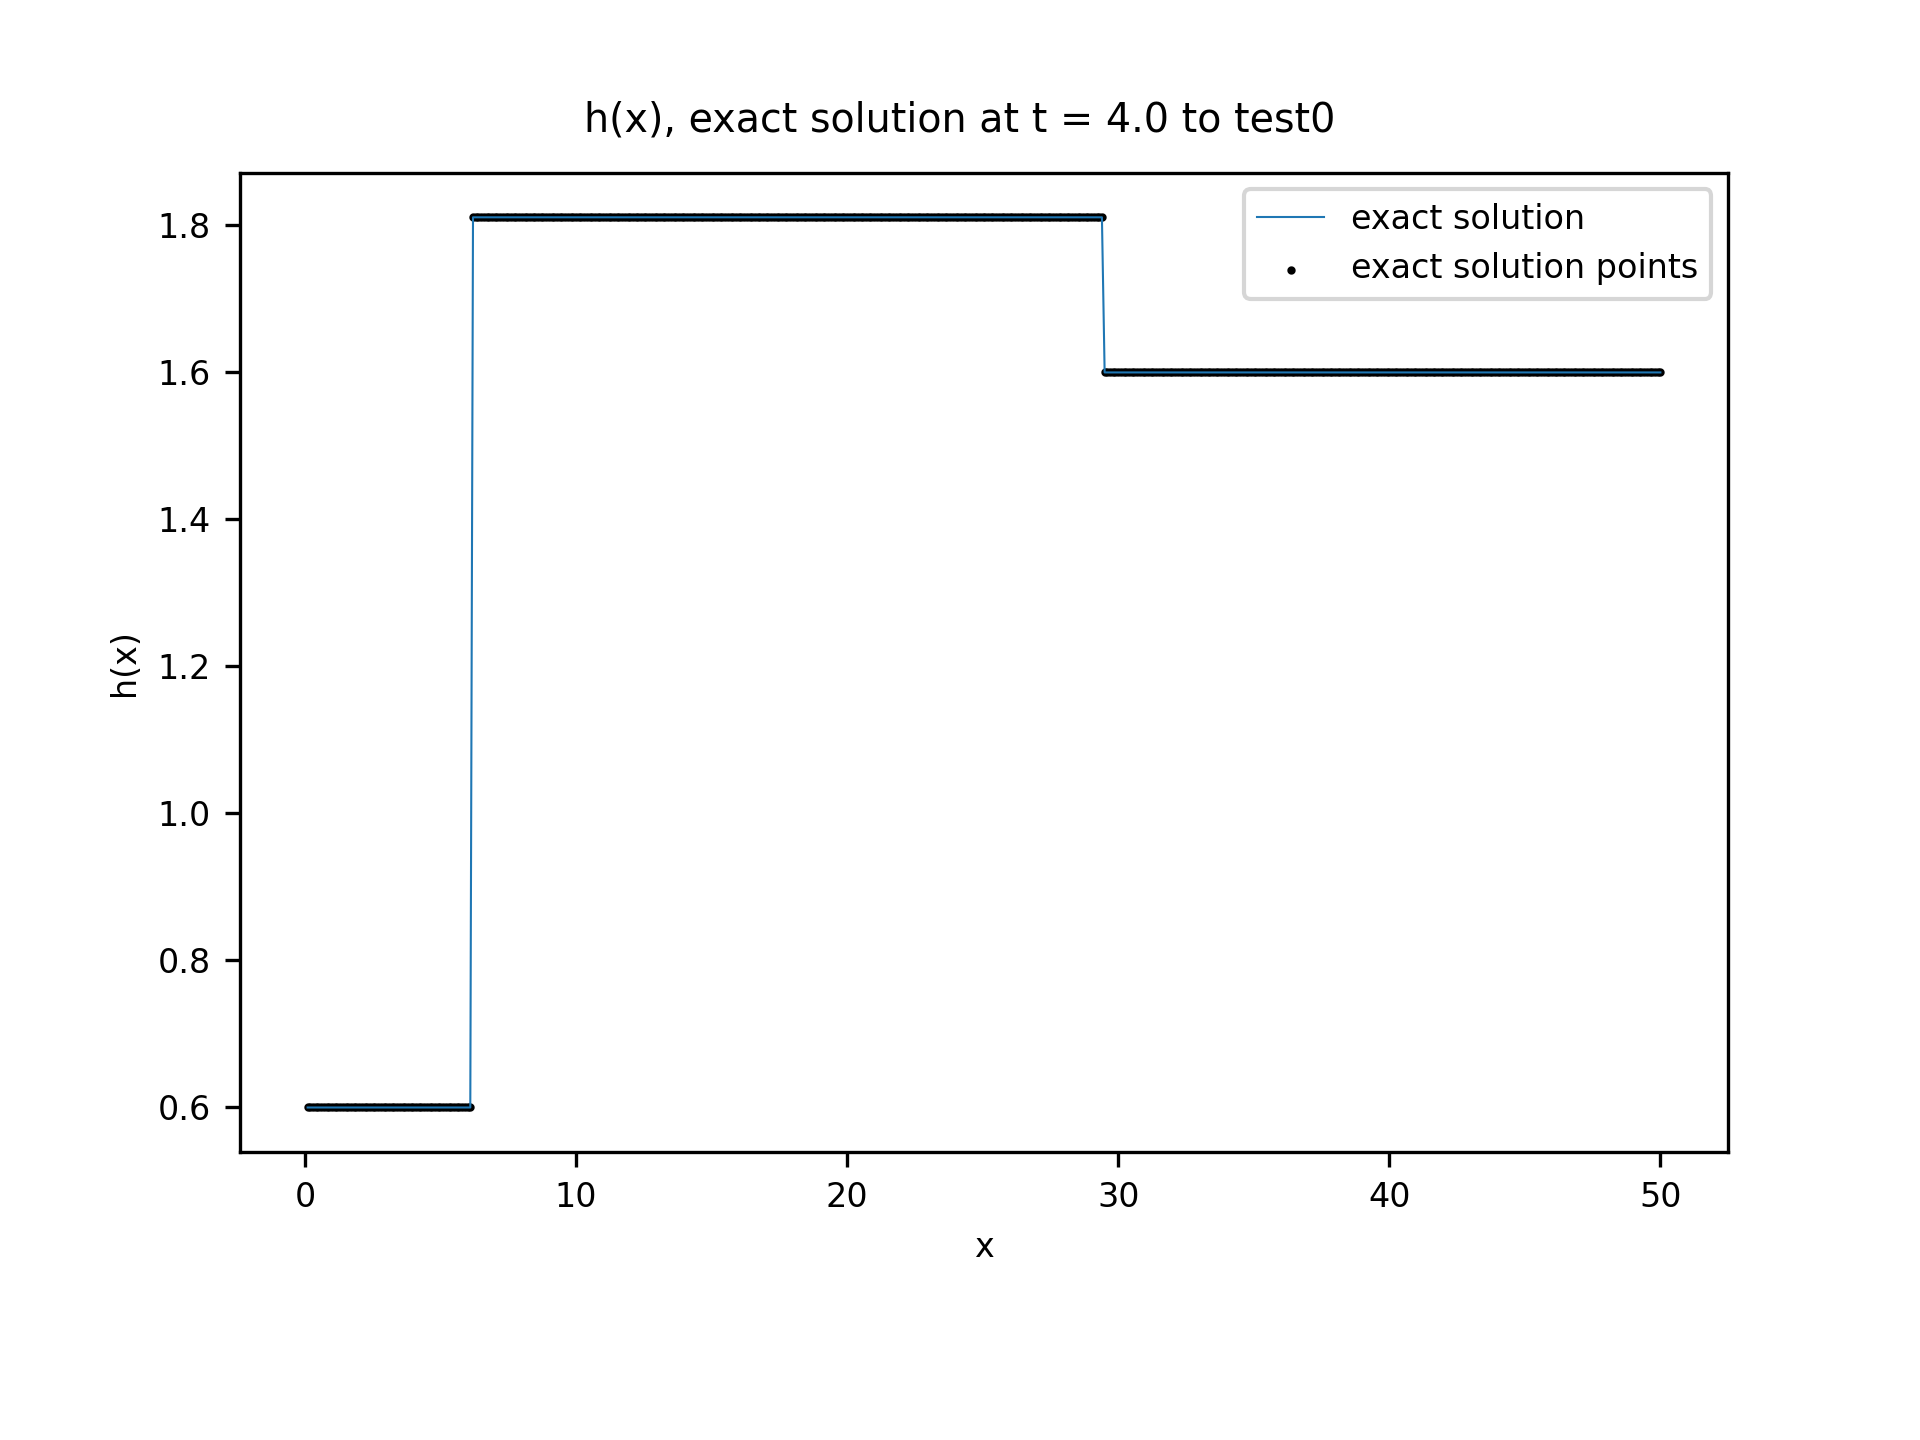 h(x), exact solution at t = 4.0 to test0
exact solution
exact solution points
1.8
1.6
1.4
1.2
1.0
0.8
0.6
h(x)
0 10 20 30 40 50
x